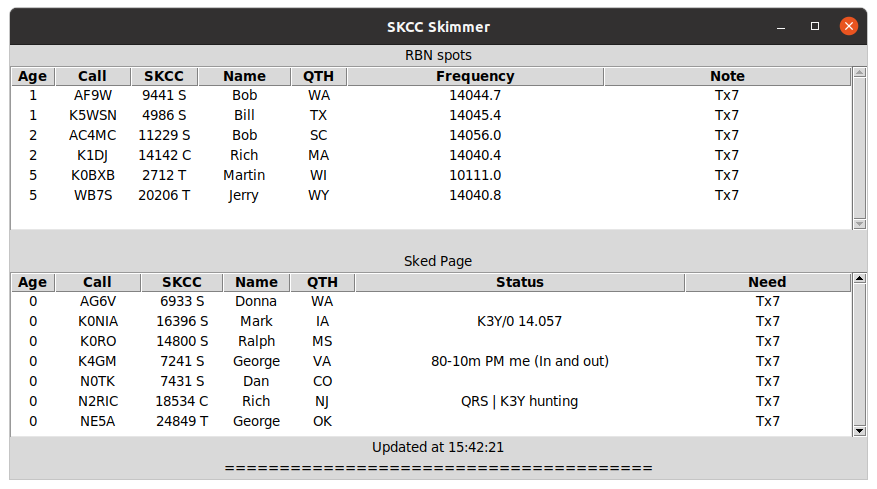 SKCC Skimmer
RBN spots
Age Call SKCC Name QTH Frequency Note
1 AF9W 9441 S Bob WA 14044.7 Tx7
1 K5WSN 4986 S Bill TX 14045.4 Tx7
2 AC4MC 11229 S Bob SC 14056.0 Tx7
2 K1DJ 14142 C Rich MA 14040.4 Tx7
5 K0BXB 2712 T Martin WI 10111.0 Tx7
5 WB7S 20206 T Jerry WY 14040.8 Tx7
Sked Page
Age Call SKCC Name QTH Status Need
0 AG6V 6933 S Donna WA Tx7
0 K0NIA 16396 S Mark IA K3Y/0 14.057 Tx7
0 K0RO 14800 S Ralph MS Tx7
0 K4GM 7241 S George VA 80-10m PM me (In and out) Tx7
0 N0TK 7431 S Dan CO Tx7
0 N2RIC 18534 C Rich NJ QRS | K3Y hunting Tx7
0 NE5A 24849 T George OK Tx7
Updated at 15:42:21
=======================================